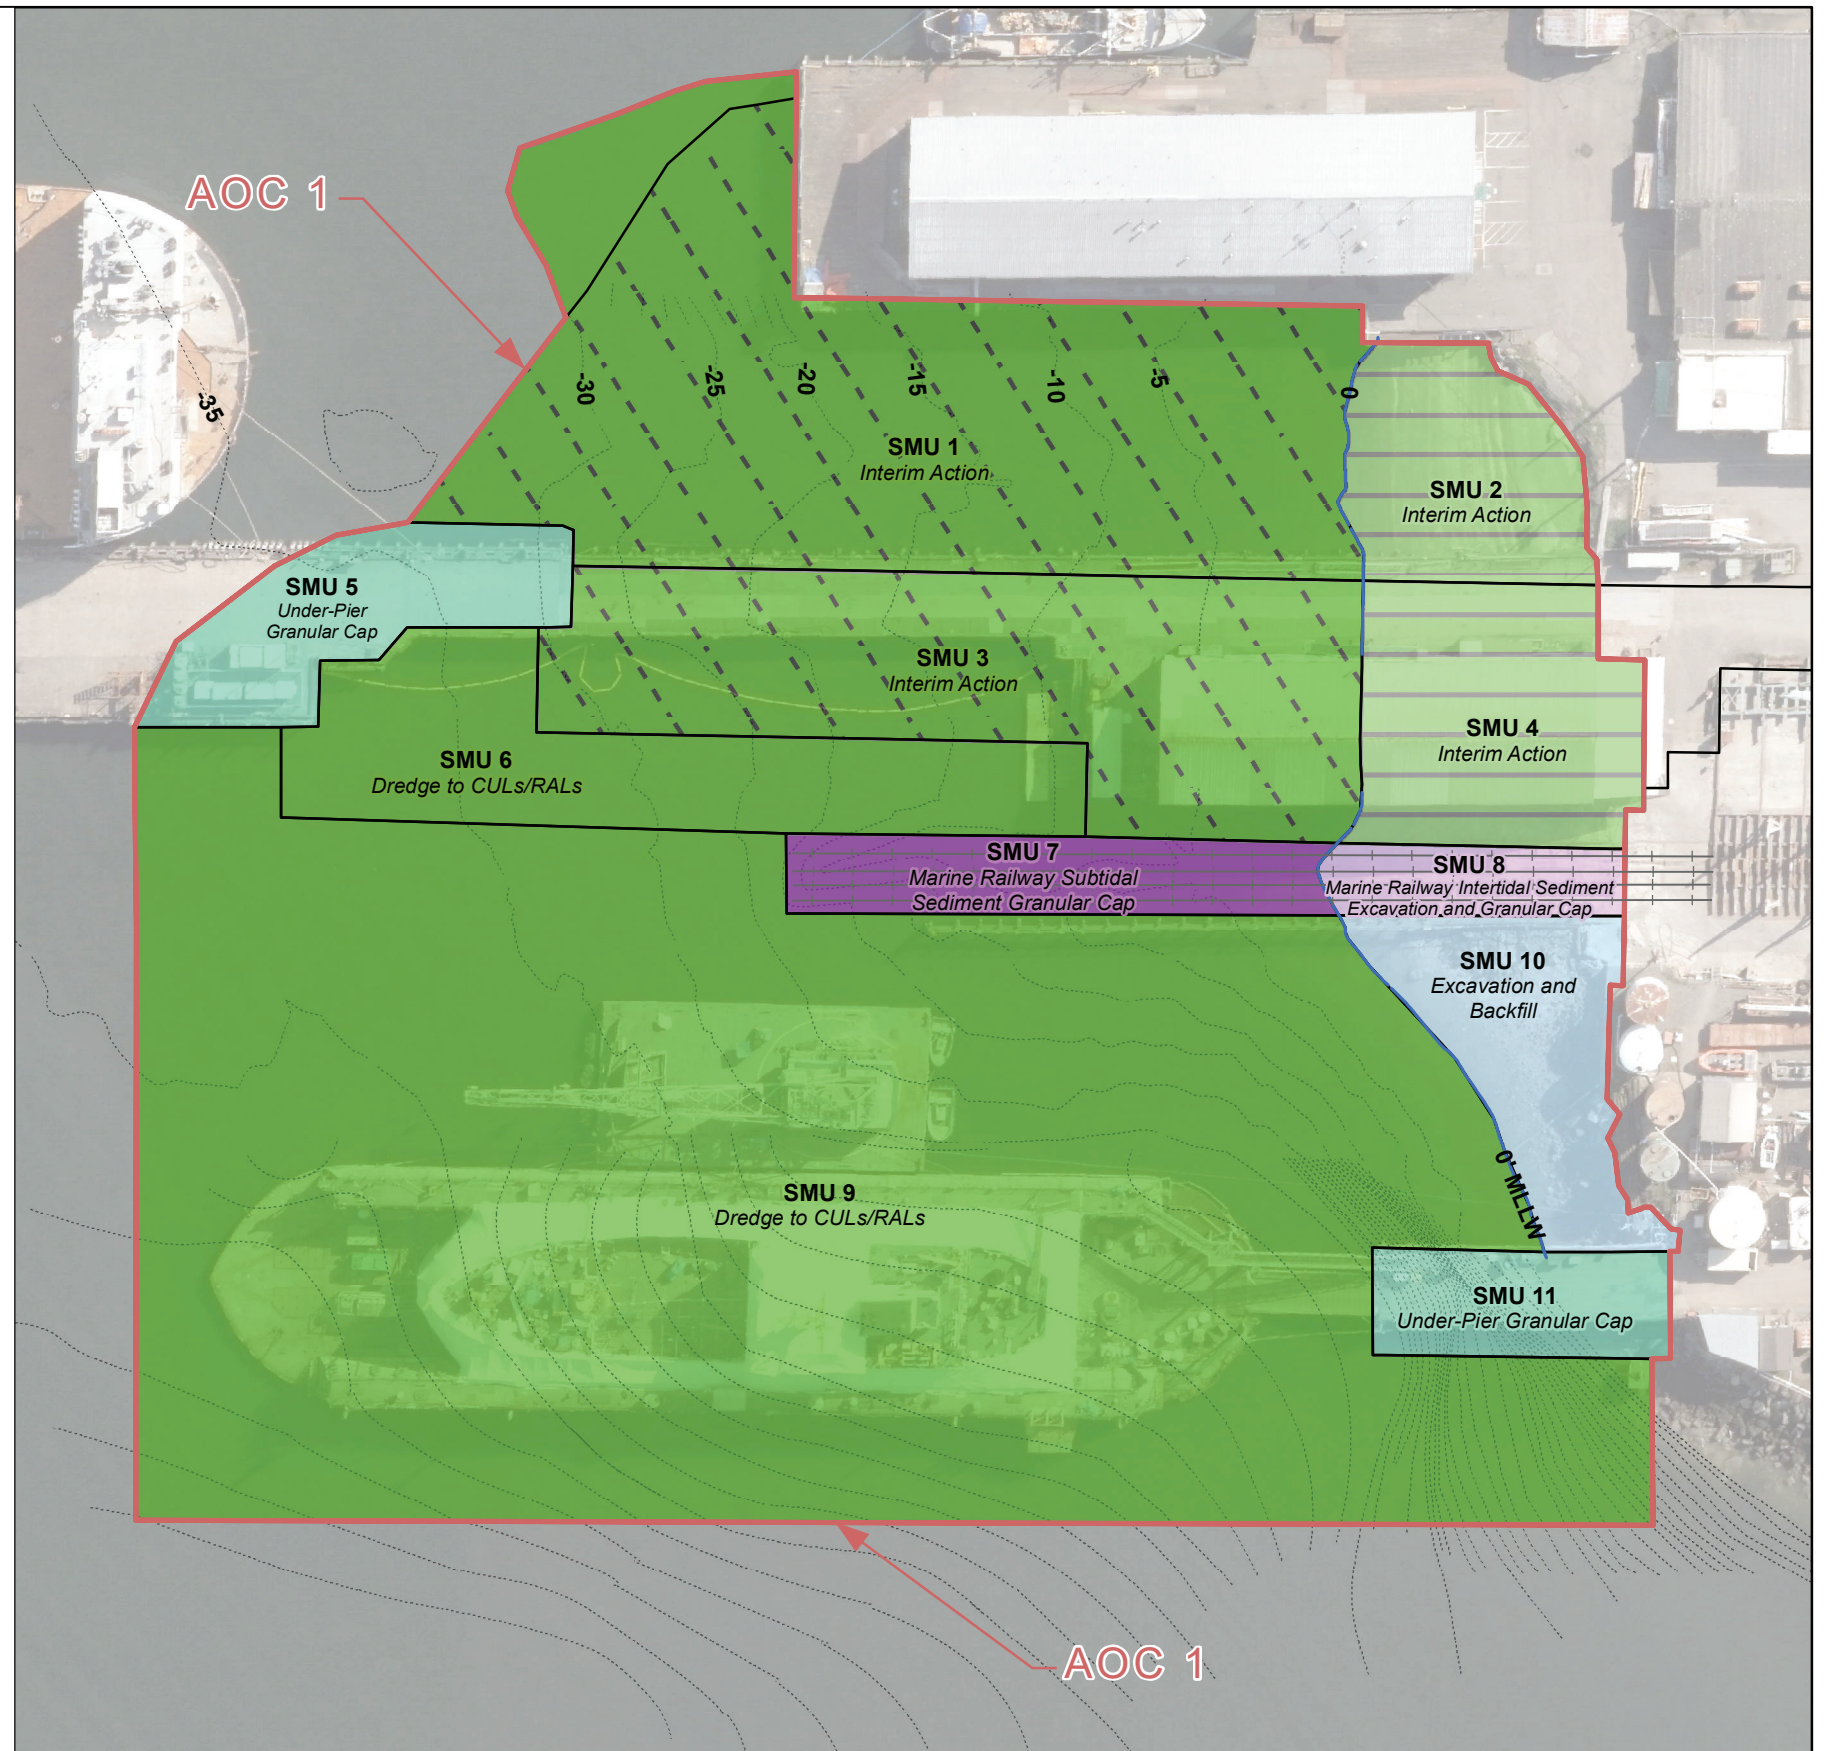 AOC 1
-35
-30
-25
-20
-15
-10
-5
0
SMU 1
Interim Action
SMU 2
Interim Action
SMU 5
Under-Pier
Granular Cap
SMU 3
Interim Action
SMU 4
Interim Action
SMU 6
Dredge to CULs/RALs
SMU 7
Marine Railway Subtidal
Sediment Granular Cap
SMU 8
Marine Railway Intertidal Sediment
Excavation and Granular Cap
SMU 10
Excavation and
Backfill
0' MLLW
SMU 9
Dredge to CULs/RALs
SMU 11
Under-Pier Granular Cap
AOC 1